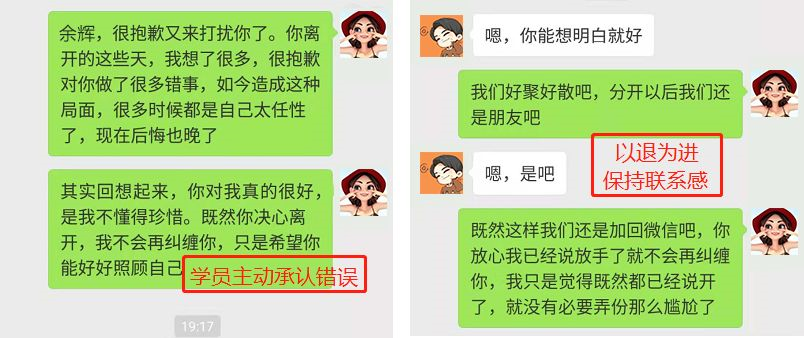 余辉，很抱歉又来打扰你了。你离
开的这些天，我想了很多，很抱歉
对你做了很多错事，如今造成这种
局面，很多时候都是自己太任性
了，现在后悔也晚了
其实回想起来，你对我真的很好，
是我不懂得珍惜。既然你决心离
开，我不会再纠缠你，只是希望你
能好好照顾自己
学员主动承认错误
19:17
嗯，你能想明白就好
我们好聚好散吧，分开以后我们还
是朋友吧
以退为进
保持联系感
嗯，是吧
既然这样我们还是加回微信吧，你
放心我已经说放手了就不会再纠缠
你，我只是觉得既然都已经说开
了，就没有必要弄份那么尴尬了